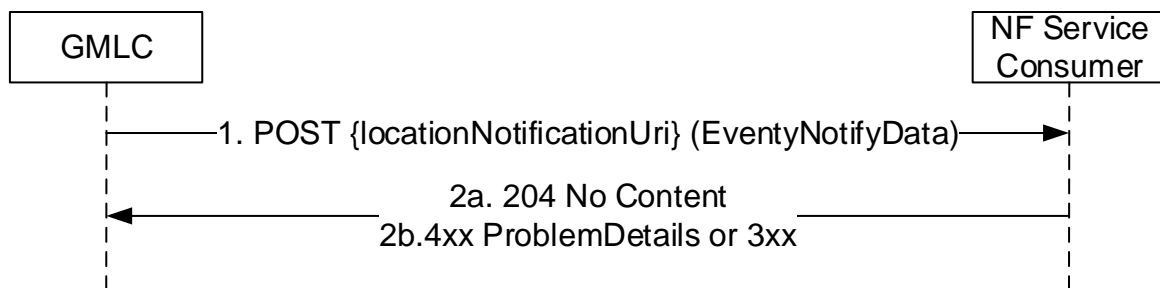 GMLC
NF Service
Consumer
1. POST {locationNotificationUri} (EventyNotifyData)
2a. 204 No Content
2b.4xx ProblemDetails or 3xx